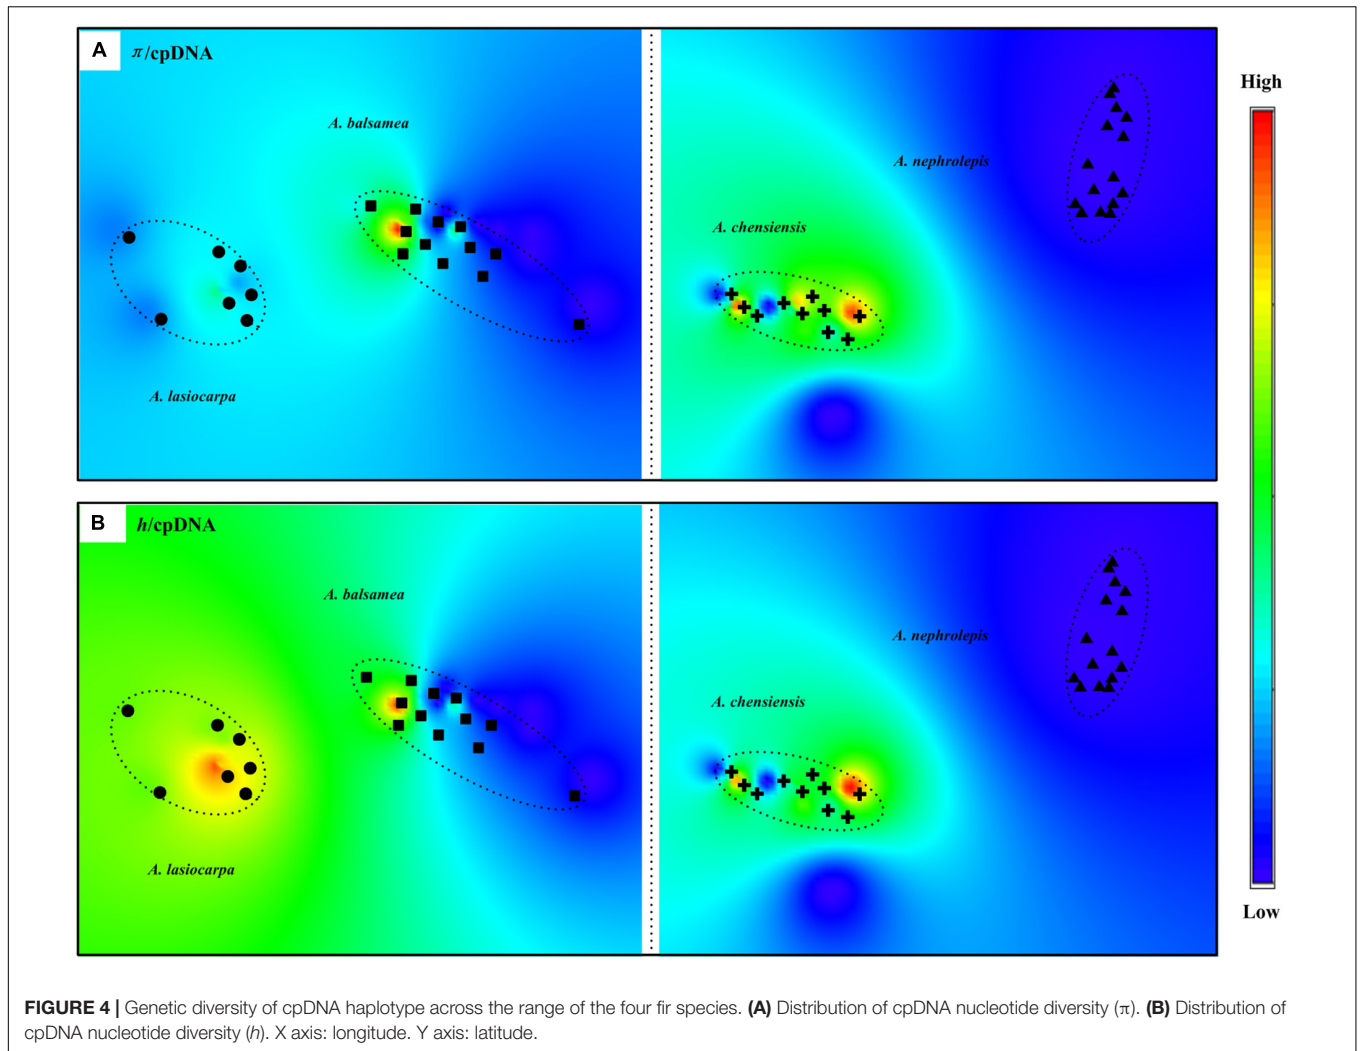 A
π/cpDNA
A. balsamea
A. lasiocarpa
A. nephrolepis
A. chensiensis
High
Low
B
h/cpDNA
A. balsamea
A. lasiocarpa
A. nephrolepis
A. chensiensis
FIGURE 4 | Genetic diversity of cpDNA haplotype across the range of the four fir species. (A) Distribution of cpDNA nucleotide diversity (π). (B) Distribution of
cpDNA nucleotide diversity (h). X axis: longitude. Y axis: latitude.